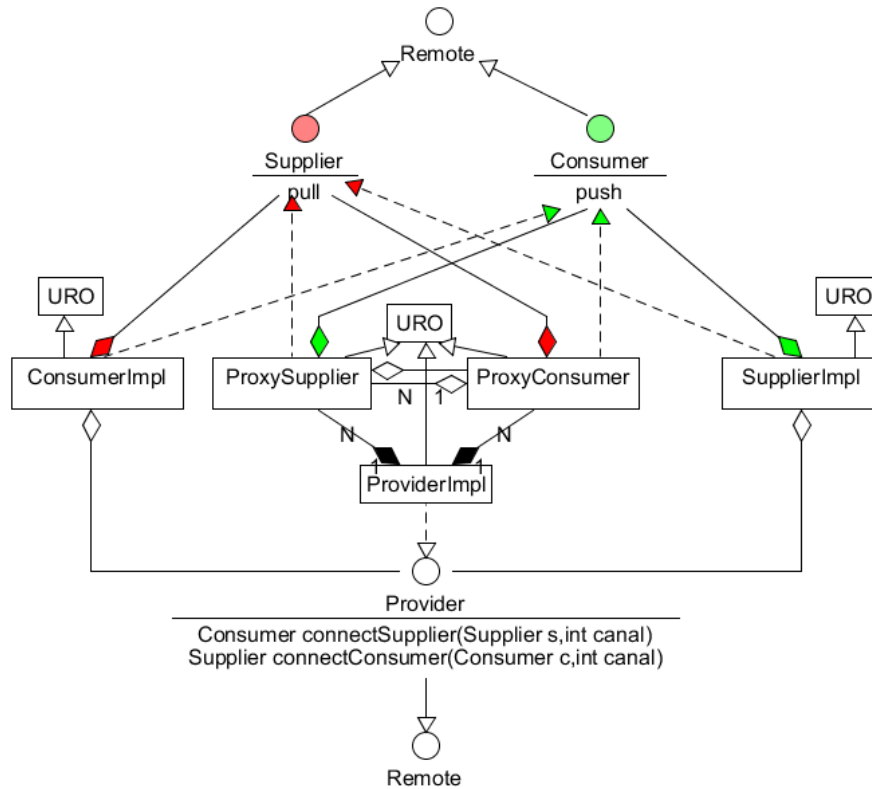 Remote
Supplier
Consumer
pull
push
URO
URO
URO
ConsumerImpl
ProxySupplier
ProxyConsumer
SupplierImpl
N
1
N
N
1
1
ProviderImpl
Provider
Consumer connectSupplier(Supplier s,int canal)
Supplier connectConsumer(Consumer c,int canal)
Remote